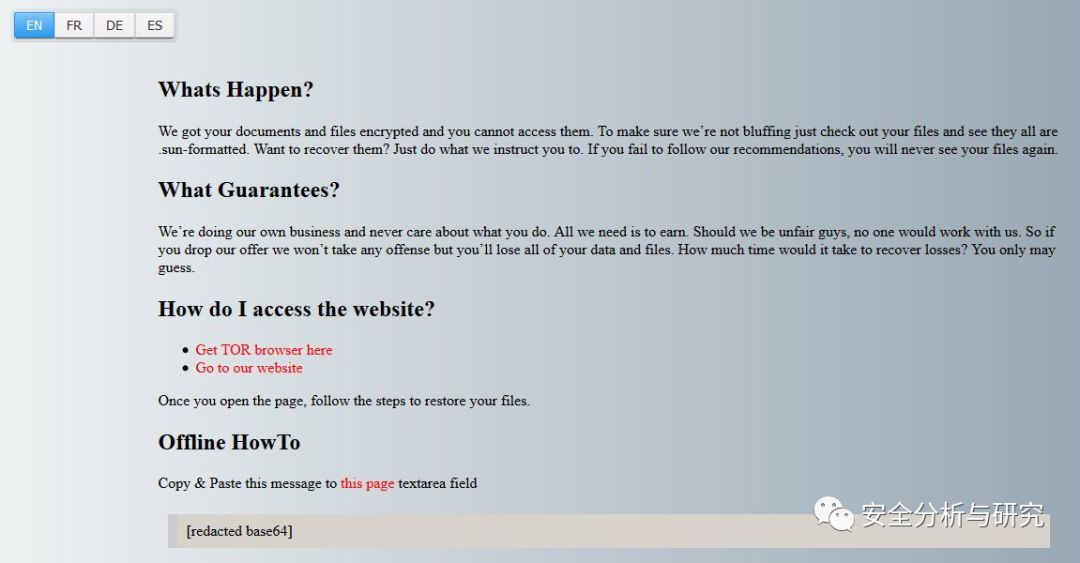 EN FR DE ES
Whats Happen?
We got your documents and files encrypted and you cannot access them. To make sure we’re not bluffing just check out your files and see they all are
.sun-formatted. Want to recover them? Just do what we instruct you to. If you fail to follow our recommendations, you will never see your files again.
What Guarantees?
We’re doing our own business and never care about what you do. All we need is to earn. Should we be unfair guys, no one would work with us. So if
you drop our offer we won’t take any offense but you’ll lose all of your data and files. How much time would it take to recover losses? You only may
guess.
How do I access the website?
Get TOR browser here
Go to our website
Once you open the page, follow the steps to restore your files.
Offline HowTo
Copy & Paste this message to this page textarea field
[redacted base64]
安全分析与研究